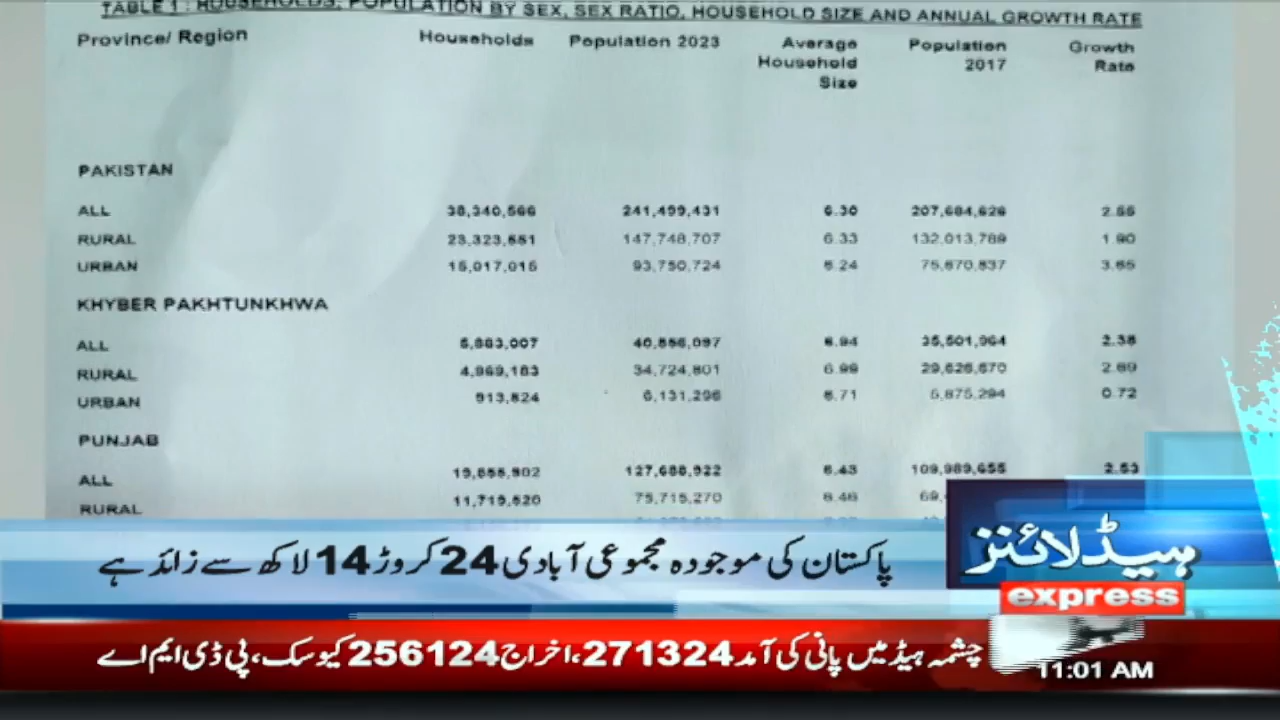 TABLE 1 : HOUSEHOLDS, POPULATION BY SEX, SEX RATIO, HOUSEHOLD SIZE AND ANNUAL GROWTH RATE
Province/ Region Households Population 2023 Average Household Size Population 2017 Growth Rate
PAKISTAN
ALL 38,340,566 241,499,431 6.30 207,684,626 2.55
RURAL 23,323,551 147,748,707 6.33 132,013,789 1.90
URBAN 15,017,015 93,750,724 6.24 75,670,837 3.65
KHYBER PAKHTUNKHWA
ALL 40,856,097 6.94 35,501,964 2.38
RURAL 4,969,183 34,724,801 6.99 29,626,670 2.69
URBAN 913,824 6,131,296 6.71 5,875,294 0.72
PUNJAB
ALL 127,688,922 6.43 109,989,655 2.53
RURAL 11,719,520 75,715,270 6.46 69,
پاکستان کی موجودہ مجموعی آبادی 24 کروڑ 14 لاکھ سے زائد ہے
ہیڈلائنز
express
چشمہ ہیڈ میں پانی کی آمد 271324، اخراج 256124 کیوسک، پی ڈی ایم اے
11:01 AM